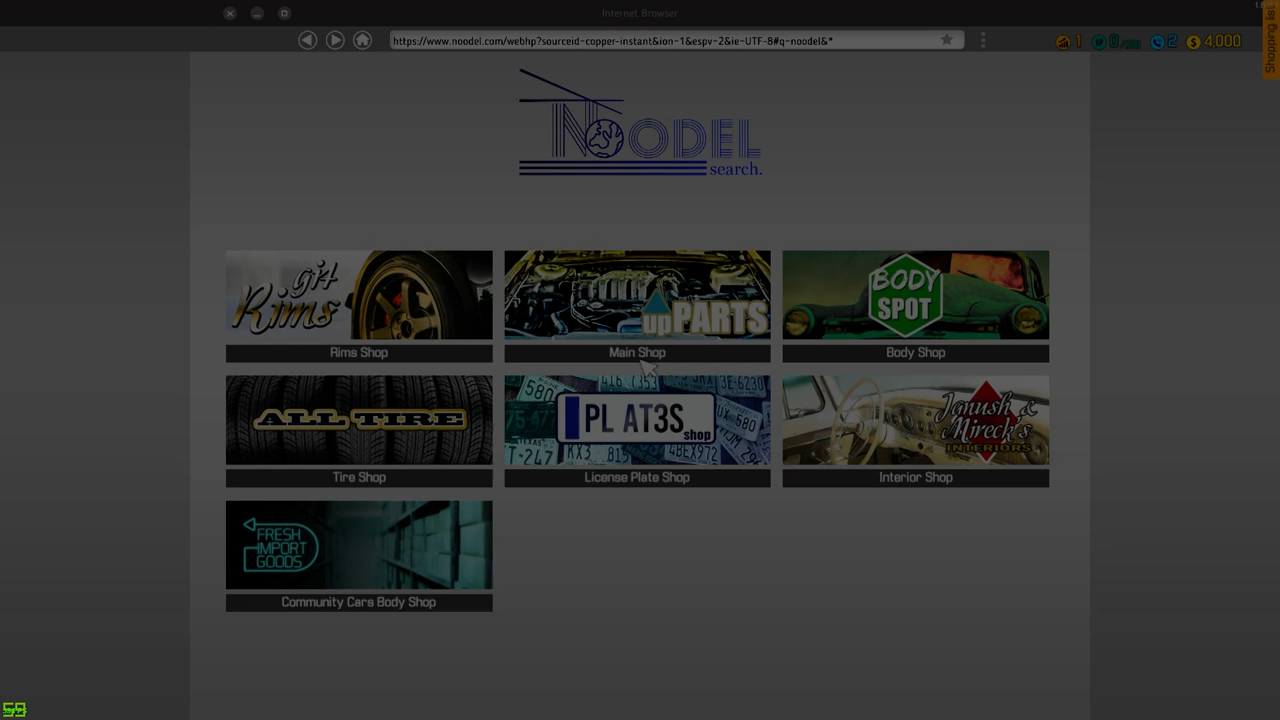 Internet Browser
https://www.noodel.com/webhp?sourceid-copper-instant&ion-1&espv-2&ie-UTF-8#q-noodel&*
1
2
4,000
Shopping list
NOODEL
search.
git Rims
upPARTS
BODY SPOT
Rims Shop
Main Shop
Body Shop
ALL TIRE
PL AT3S
shop
Janush & Mireck's
INTERIORS
Tire Shop
License Plate Shop
Interior Shop
FRESH
IMPORT
GOODS
Community Cars Body Shop
59